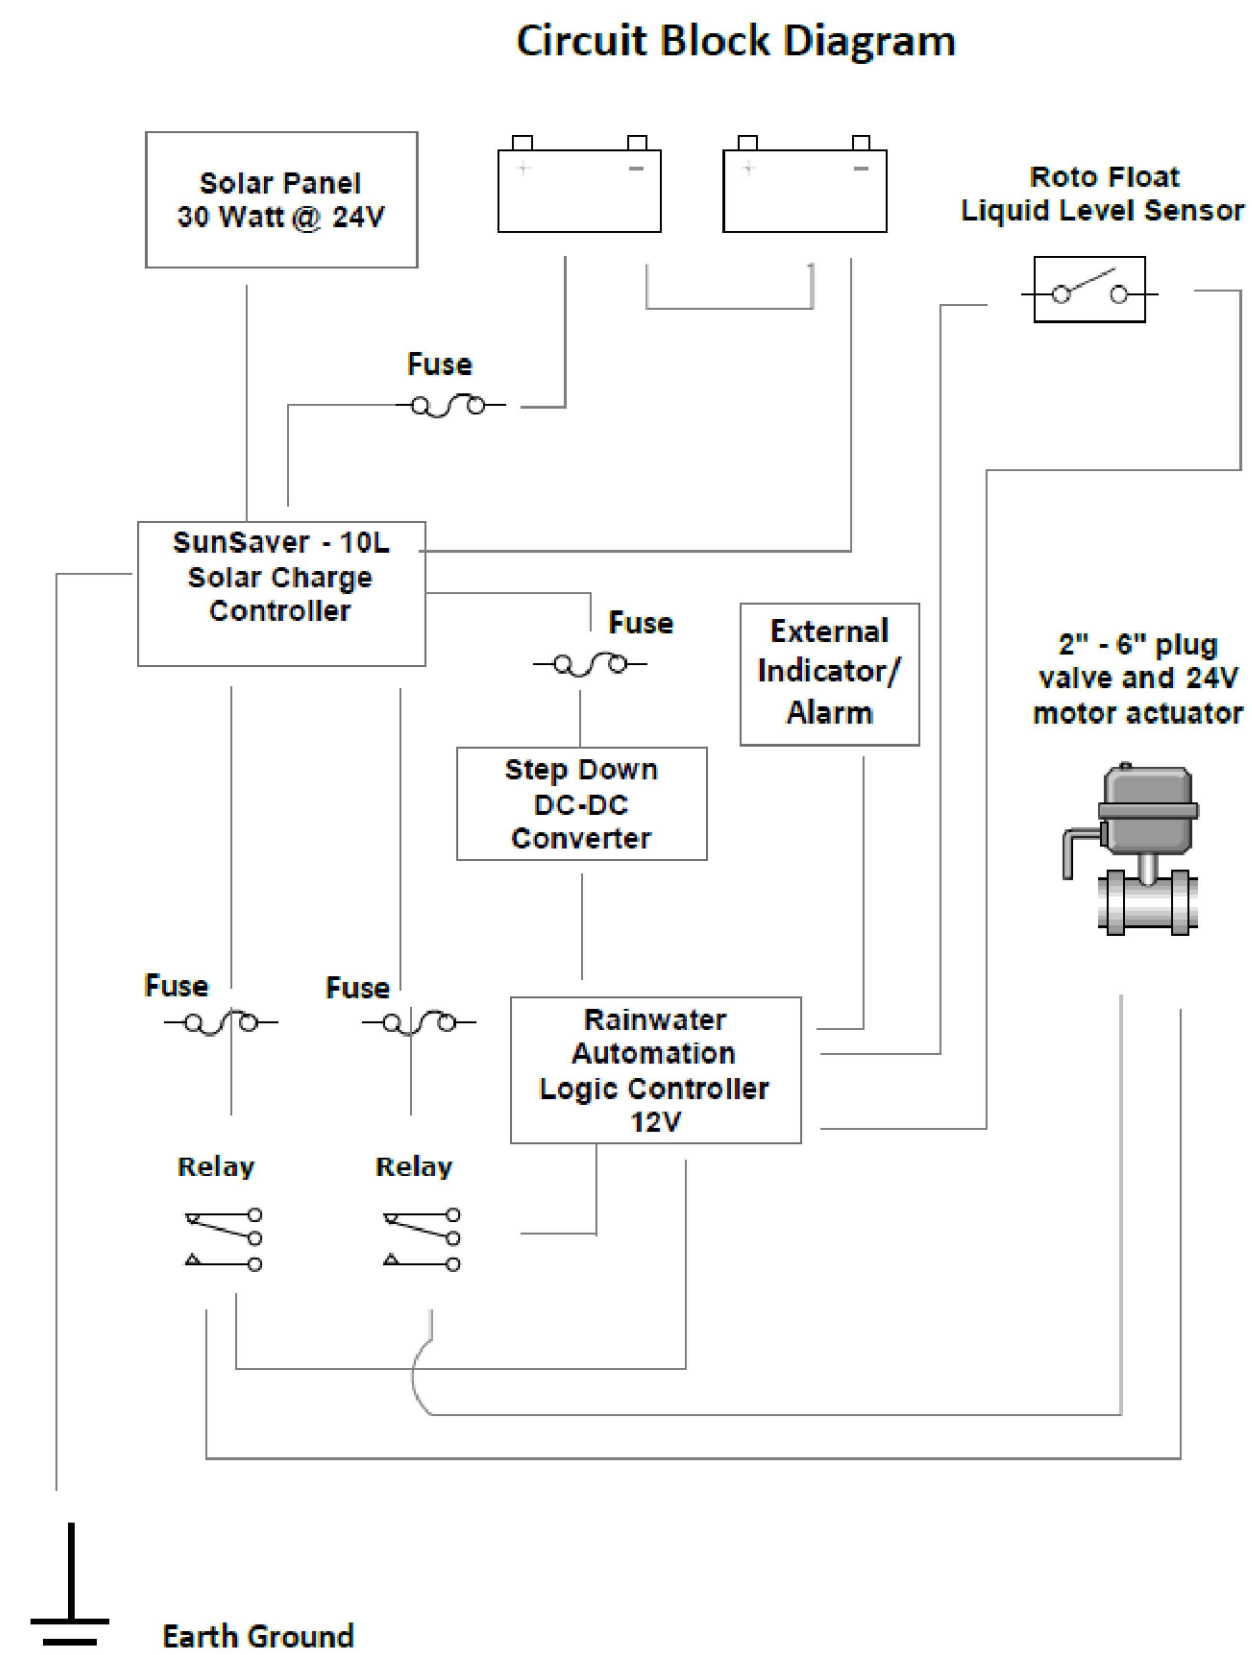 Circuit Block Diagram
Solar Panel
30 Watt @ 24V
+ -
+ -
Roto Float
Liquid Level Sensor
Fuse
SunSaver - 10L
Solar Charge
Controller
Fuse
External
Indicator/
Alarm
2" - 6" plug
valve and 24V
motor actuator
Step Down
DC-DC
Converter
Fuse
Fuse
Rainwater
Automation
Logic Controller
12V
Relay
Relay
Earth Ground